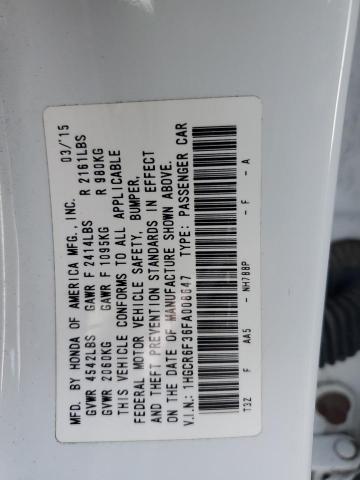 MFD. BY HONDA OF AMERICA MFG., INC. 03/15
GVWR 4542LBS GAWR F 2414LBS R 2161LBS
GVWR 2060KG GAWR F 1095KG R 980KG
THIS VEHICLE CONFORMS TO ALL APPLICABLE
FEDERAL MOTOR VEHICLE SAFETY, BUMPER,
AND THEFT PREVENTION STANDARDS IN EFFECT
ON THE DATE OF MANUFACTURE SHOWN ABOVE.
V.I.N.: 1HGCR6F36FA008647 TYPE: PASSENGER CAR
T3Z F AA5 - NH788P - F - A